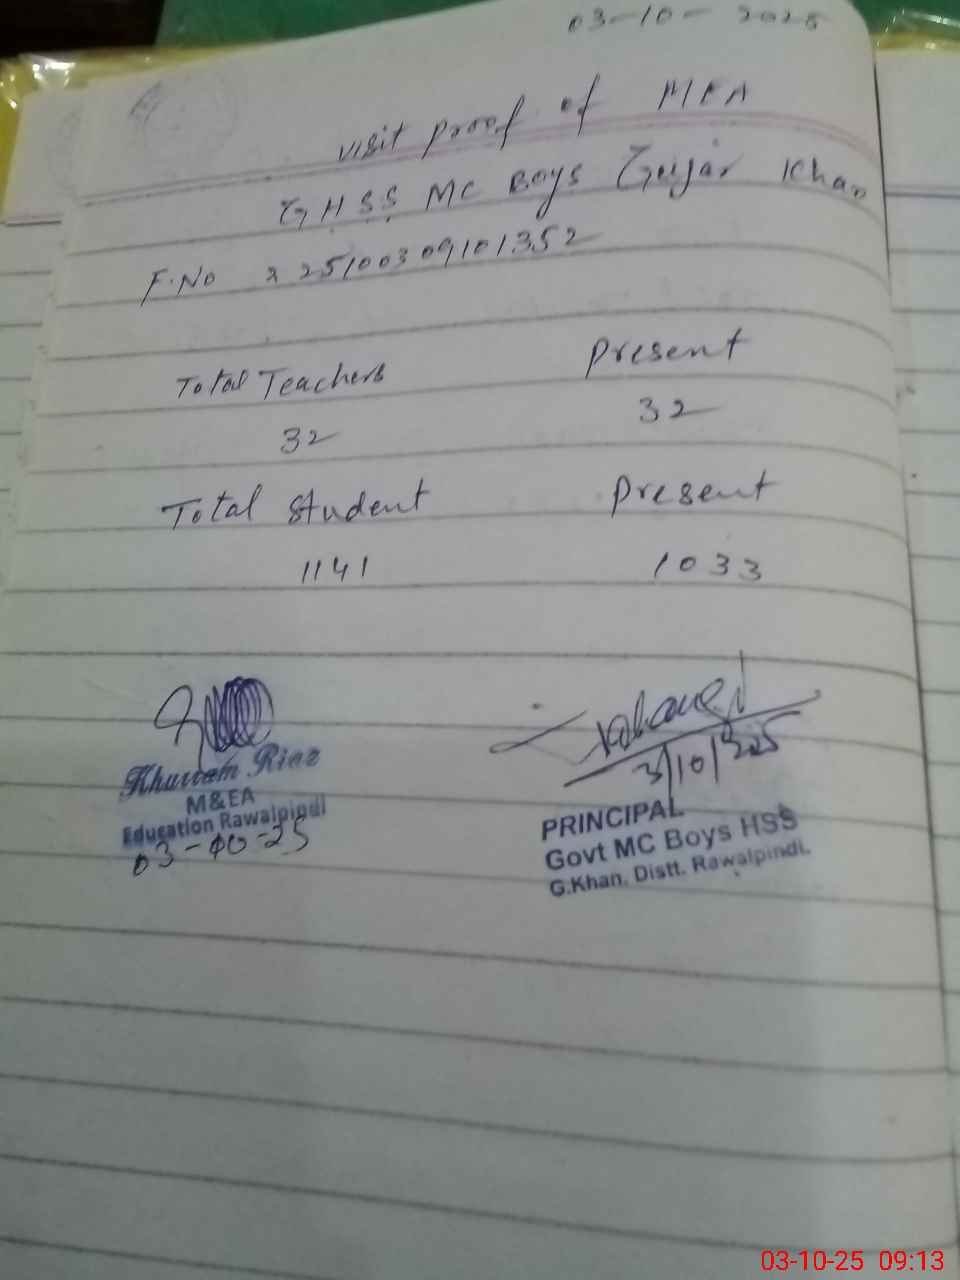 03-10-2025
visit proof of MEA
GHSS MC Boys Gujar Khan
F.No 25100309101352
Total Teachers Present
32 32
Total Student Present
1141 1033
3/10/2025
Khurram Riaz
M&EA
Education Rawalpindi
03-10-25
PRINCIPAL
Govt MC Boys HSS
G.Khan. Distt. Rawalpindi.
03-10-25 09:13